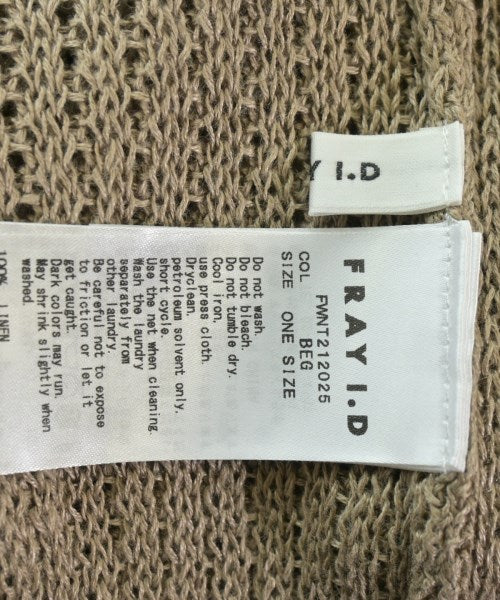 Y I.D
FRAY I.D
FWNT212025
COL BEG
SIZE ONE SIZE
Do not wash.
Do not bleach.
Do not tumble dry.
Cool iron.
use press cloth.
Dryclean.
petroleum solvent only.
short cycle.
Use the net when cleaning.
Wash the laundry
separately from
other laundry.
Be careful not to expose
to friction or let it
get caught.
Dark colors may run.
May shrink slightly when
washed.
100% LINEN